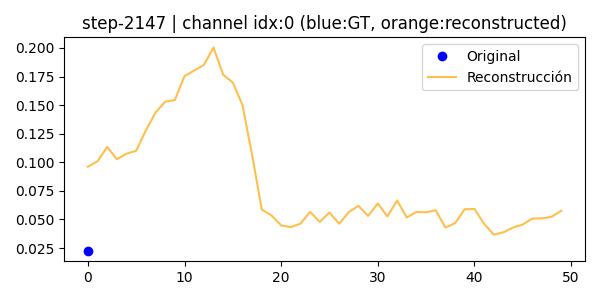 step-2147 | channel idx:0 (blue:GT, orange:reconstructed)
0.200
0.175
0.150
0.125
0.100
0.075
0.050
0.025
Original
Reconstrucción
0 10 20 30 40 50